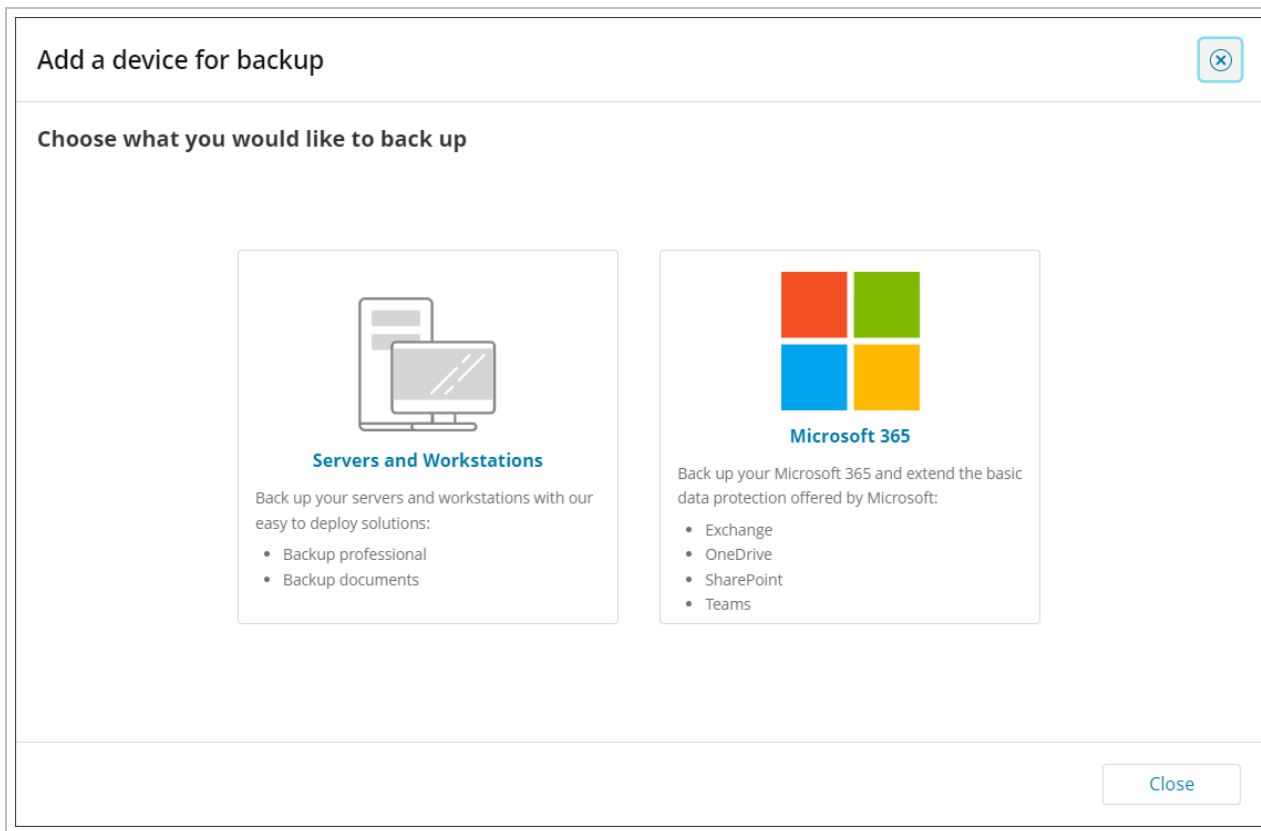 Add a device for backup
Choose what you would like to back up
Servers and Workstations
Back up your servers and workstations with our
easy to deploy solutions:
• Backup professional
• Backup documents
Microsoft 365
Back up your Microsoft 365 and extend the basic
data protection offered by Microsoft:
• Exchange
• OneDrive
• SharePoint
• Teams
Close